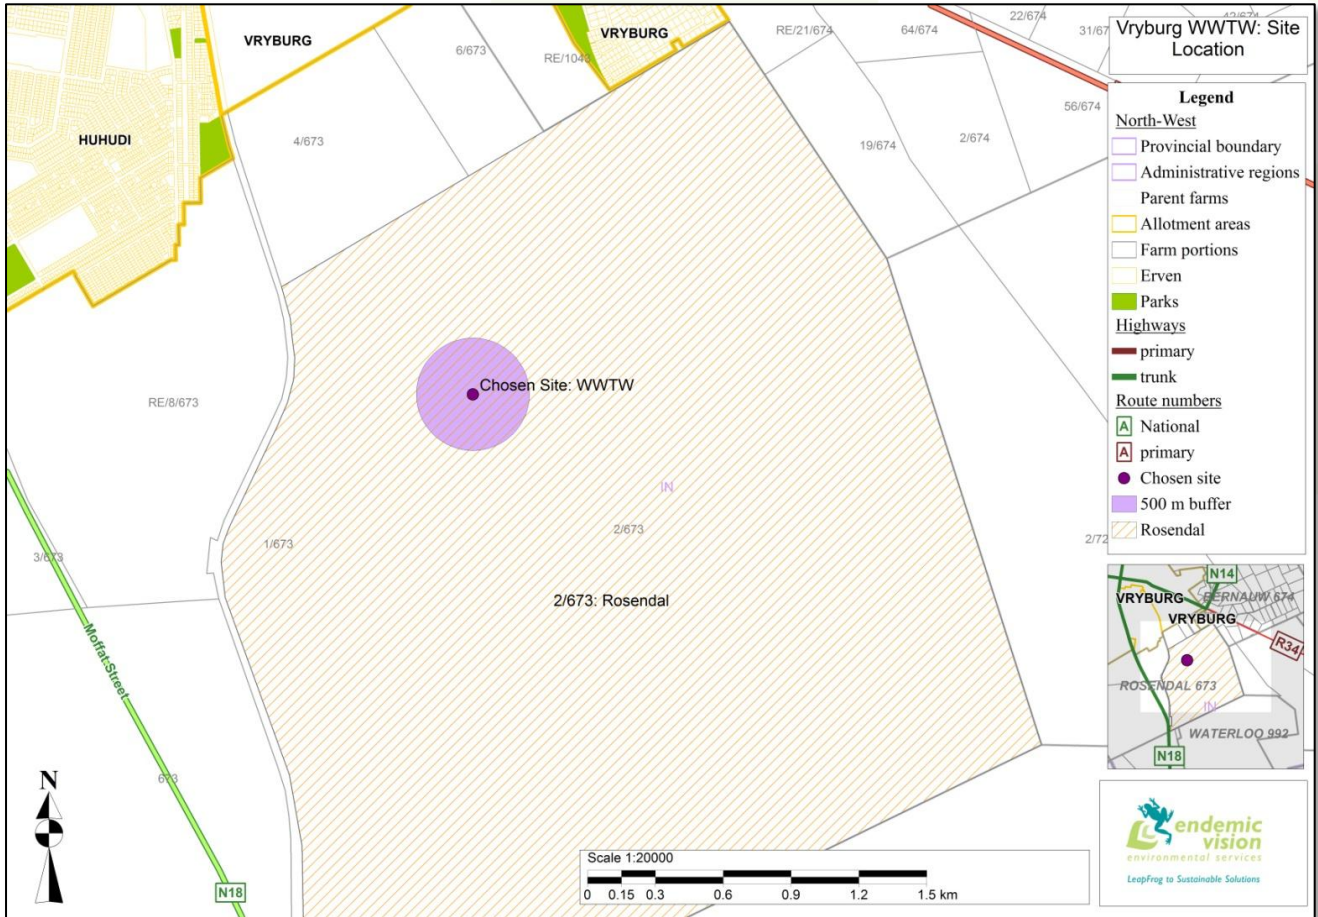 VRYBURG
6/673
RE/1043
VRYBURG
RE/21/674
64/674
22/674
HUHUDI
4/673
19/674
2/674
56/674
RE/8/673
Chosen Site: WWTW
IN
2/673
1/673
3/673
2/673: Rosendal
Moffat Street
673
N18
N
Scale 1:20000
0 0.15 0.3 0.6 0.9 1.2 1.5 km
Vryburg WWTW: Site
Location
Legend
North-West
Provincial boundary
Administrative regions
Parent farms
Allotment areas
Farm portions
Erven
Parks
Highways
primary
trunk
Route numbers
A National
A primary
Chosen site
500 m buffer
Rosendal
N14
VRYBURG
BERNAUW 674
VRYBURG
R34
ROSENDAL 673
IN
WATERLOO 992
N18
endemic
vision
environmental services
LeapFrog to Sustainable Solutions